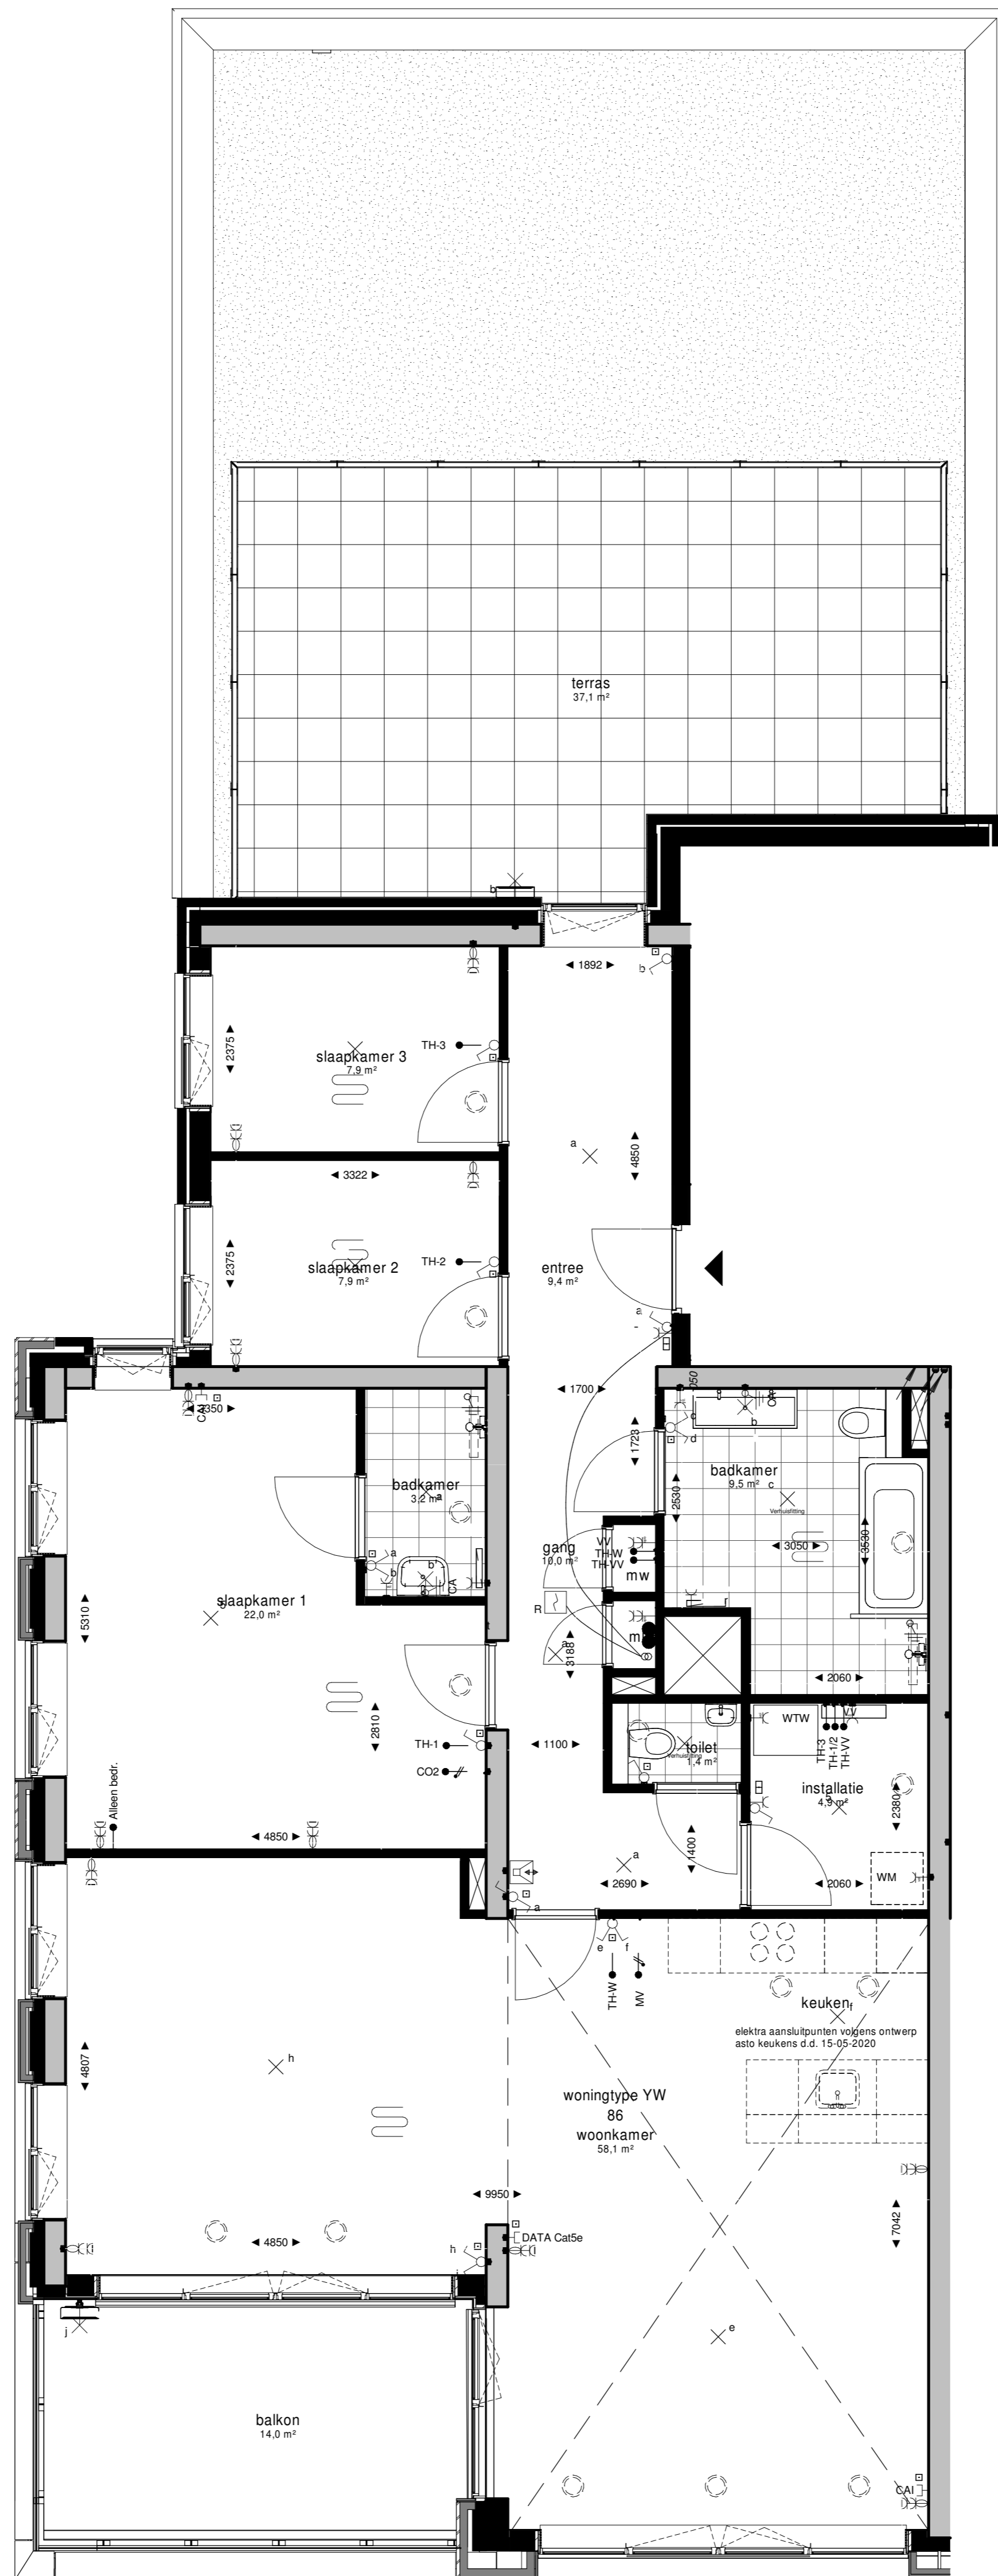 terras
37,1 m²
b
◄ 1892 ►
b
◄ 2375 ►
TH-3
slaapkamer 3
7,9 m²
a
◄ 4850 ►
◄ 3322 ►
◄ 2375 ►
TH-2
slaapkamer 2
7,9 m²
entree
9,4 m²
a
◄ 1700 ►
◄ 3350 ►
◄ 1723 ►
c
d
b
badkamer
9,5 m²
c
Verhuisfitting
◄ 2530 ►
◄ 3050 ►
◄ 3530 ►
badkamer
3,2 m²
a
a
b
b
CA
gang
10,0 m²
VV
TH-W
TH-VV
mw
R
m
a
◄ 3188 ►
slaapkamer 1
22,0 m²
◄ 5310 ►
◄ 2810 ►
◄ 2060 ►
TH-1
CO2
◄ 1100 ►
toilet
Verhuisfitting
1,4 m²
WTW
VV
TH-3
TH-1/2
TH-VV
installatie
4,9 m²
◄ 2380 ►
Alleen bedr.
◄ 4850 ►
◄ 1400 ►
a
◄ 2690 ►
◄ 2060 ►
WM
a
e
f
TH-W
MV
keuken
f
elektra aansluitpunten volgens ontwerp
asto keukens d.d. 15-05-2020
◄ 4807 ►
h
woningtype YW
86
woonkamer
58,1 m²
◄ 9950 ►
◄ 7042 ►
DATA Cat5e
◄ 4850 ►
h
j
e
balkon
14,0 m²
CAI